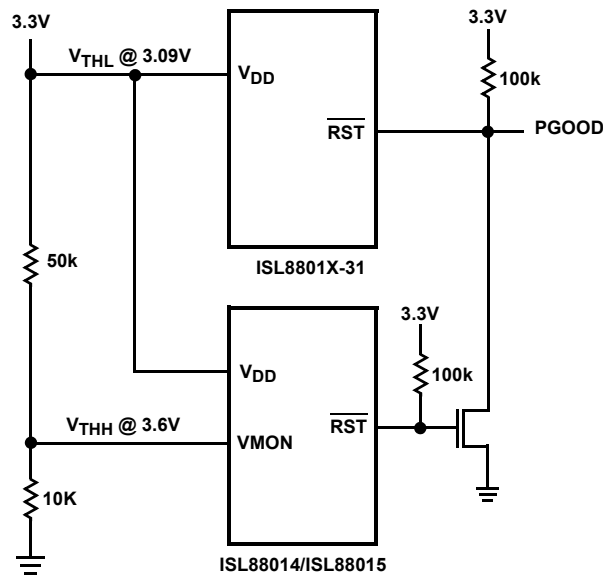 3.3V
3.3V
V_THL @ 3.09V
V_DD
100k
RST
PGOOD
50k
ISL8801X-31
3.3V
V_DD
100k
V_THH @ 3.6V
VMON
RST
10K
ISL88014/ISL88015